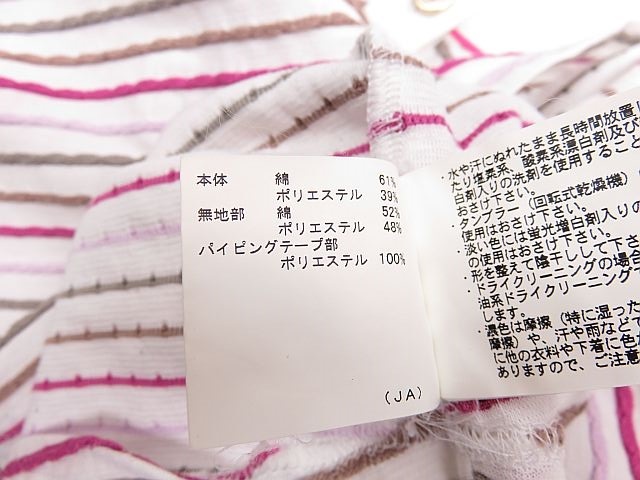 本体 綿 61%
ポリエステル 39%
無地部 綿 52%
ポリエステル 48%
パイピングテープ部
ポリエステル 100%
(JA)
・水や汗にぬれたまま長時間放置
たり塩素系、酸素系漂白剤及び
白剤入りの洗剤を使用すること
おさけ下さい。
・タンブラー(回転式乾燥機)
使用はおさけ下さい。
・淡い色には蛍光増白剤入りの
の使用はおさけ下さい。
・形を整えて陰干しして下さ
・ドライクリーニングの場合
油系ドライクリーニング
します。
・濃色は摩擦(特に湿った
摩擦)や、汗や雨などで
に他の衣料や下着に色が
ありますので、ご